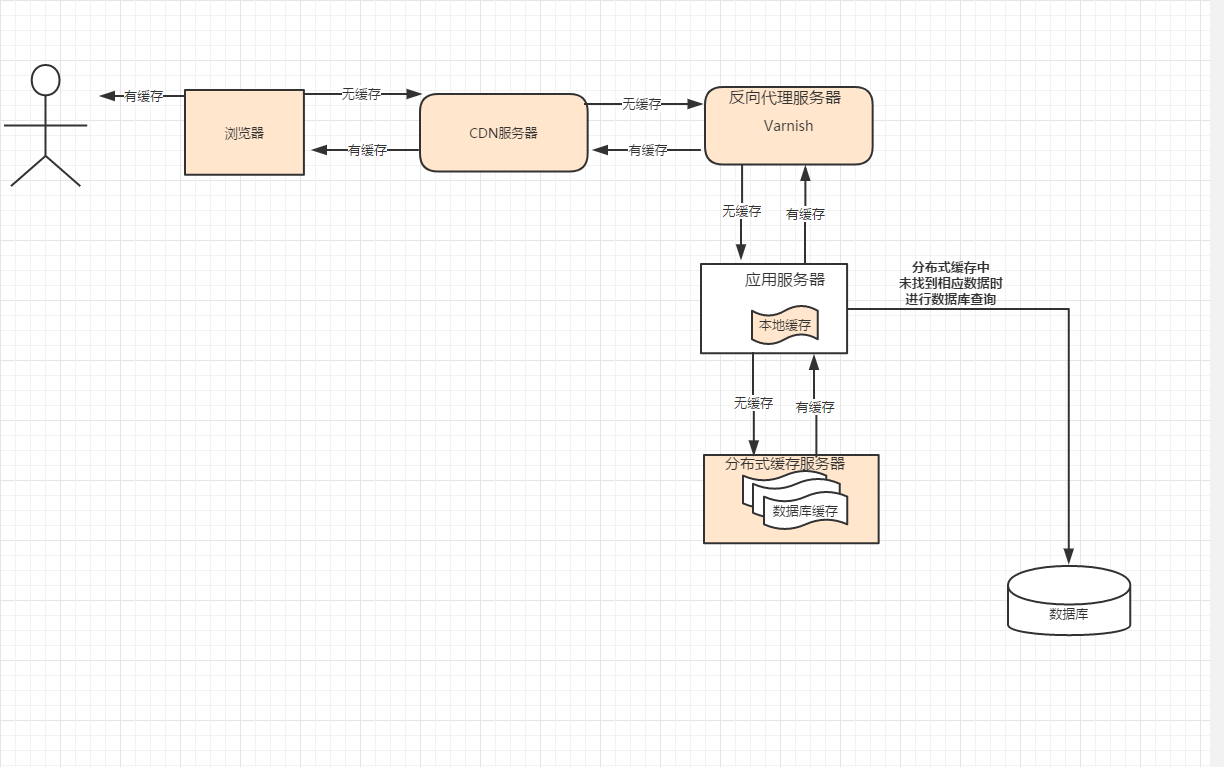 有缓存
无缓存
浏览器
有缓存
CDN服务器
无缓存
有缓存
反向代理服务器
Varnish
无缓存
有缓存
应用服务器
本地缓存
分布式缓存中
未找到相应数据时
进行数据库查询
无缓存
有缓存
分布式缓存服务器
数据库缓存
数据库